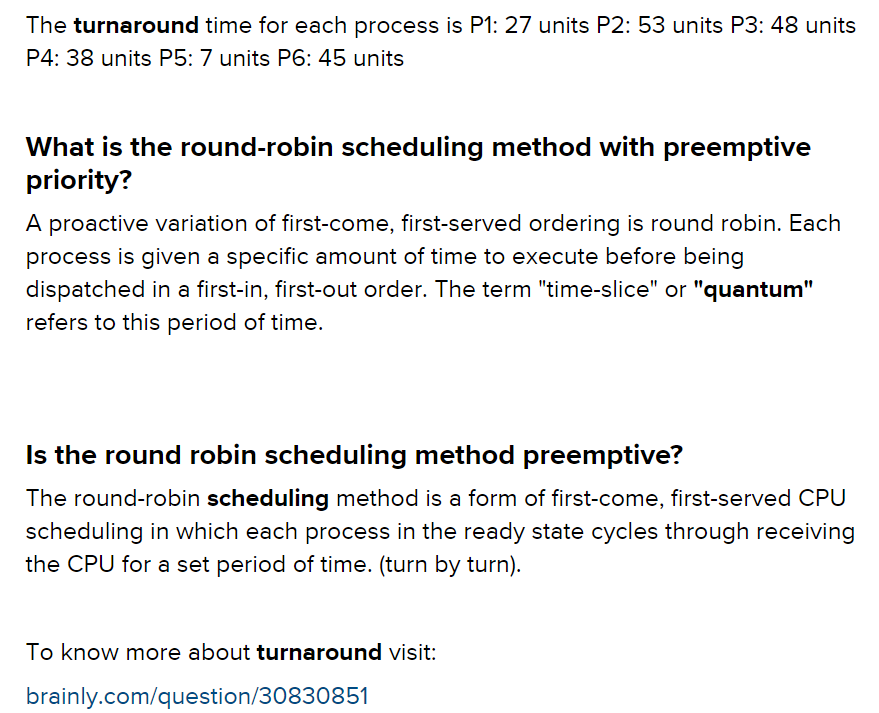 The turnaround time for each process is P1: 27 units P2: 53 units P3: 48 units
P4: 38 units P5: 7 units P6: 45 units
What is the round-robin scheduling method with preemptive
priority?
A proactive variation of first-come, first-served ordering is round robin. Each
process is given a specific amount of time to execute before being
dispatched in a first-in, first-out order. The term "time-slice" or "quantum"
refers to this period of time.
Is the round robin scheduling method preemptive?
The round-robin scheduling method is a form of first-come, first-served CPU
scheduling in which each process in the ready state cycles through receiving
the CPU for a set period of time. (turn by turn).
To know more about turnaround visit:
brainly.com/question/30830851